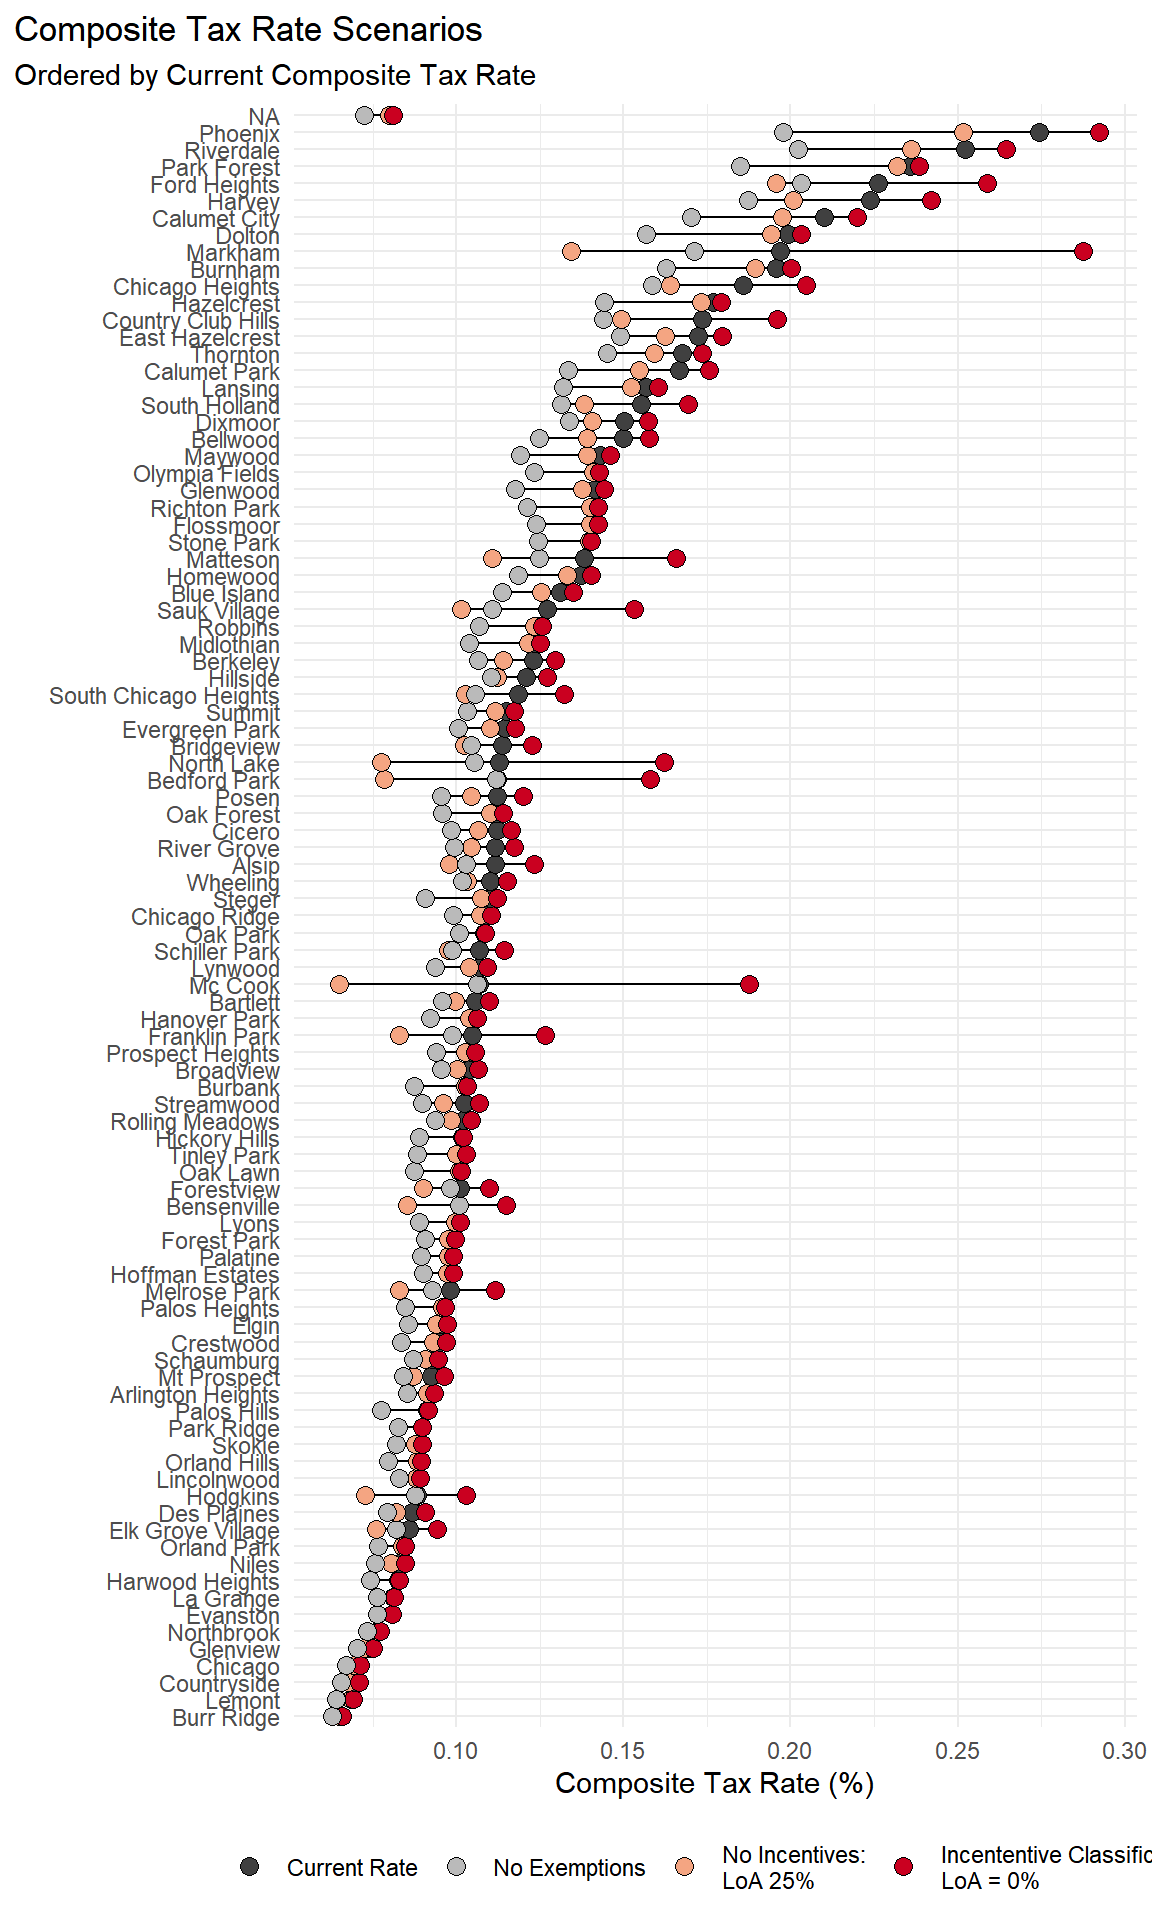 Composite Tax Rate Scenarios
Ordered by Current Composite Tax Rate
NA
Phoenix
Riverdale
Park Forest
Ford Heights
Harvey
Calumet City
Dolton
Markham
Burnham
Chicago Heights
Hazelcrest
Country Club Hills
East Hazelcrest
Thornton
Calumet Park
Lansing
South Holland
Dixmoor
Bellwood
Maywood
Olympia Fields
Glenwood
Richton Park
Flossmoor
Stone Park
Matteson
Homewood
Blue Island
Sauk Village
Robbins
Midlothian
Berkeley
Hillside
South Chicago Heights
Summit
Evergreen Park
Bridgeview
North Lake
Bedford Park
Posen
Oak Forest
Cicero
River Grove
Alsip
Wheeling
Steger
Chicago Ridge
Oak Park
Schiller Park
Lynwood
Mc Cook
Bartlett
Hanover Park
Franklin Park
Prospect Heights
Broadview
Burbank
Streamwood
Rolling Meadows
Hickory Hills
Tinley Park
Oak Lawn
Forestview
Bensenville
Lyons
Forest Park
Palatine
Hoffman Estates
Melrose Park
Palos Heights
Elgin
Crestwood
Schaumburg
Mt Prospect
Arlington Heights
Palos Hills
Park Ridge
Skokie
Orland Hills
Lincolnwood
Hodgkins
Des Plaines
Elk Grove Village
Orland Park
Niles
Harwood Heights
La Grange
Evanston
Northbrook
Glenview
Chicago
Countryside
Lemont
Burr Ridge
0.10 0.15 0.20 0.25 0.30
Composite Tax Rate (%)
Current Rate
No Exemptions
No Incentives:
LoA 25%
Incententive Classific
LoA = 0%